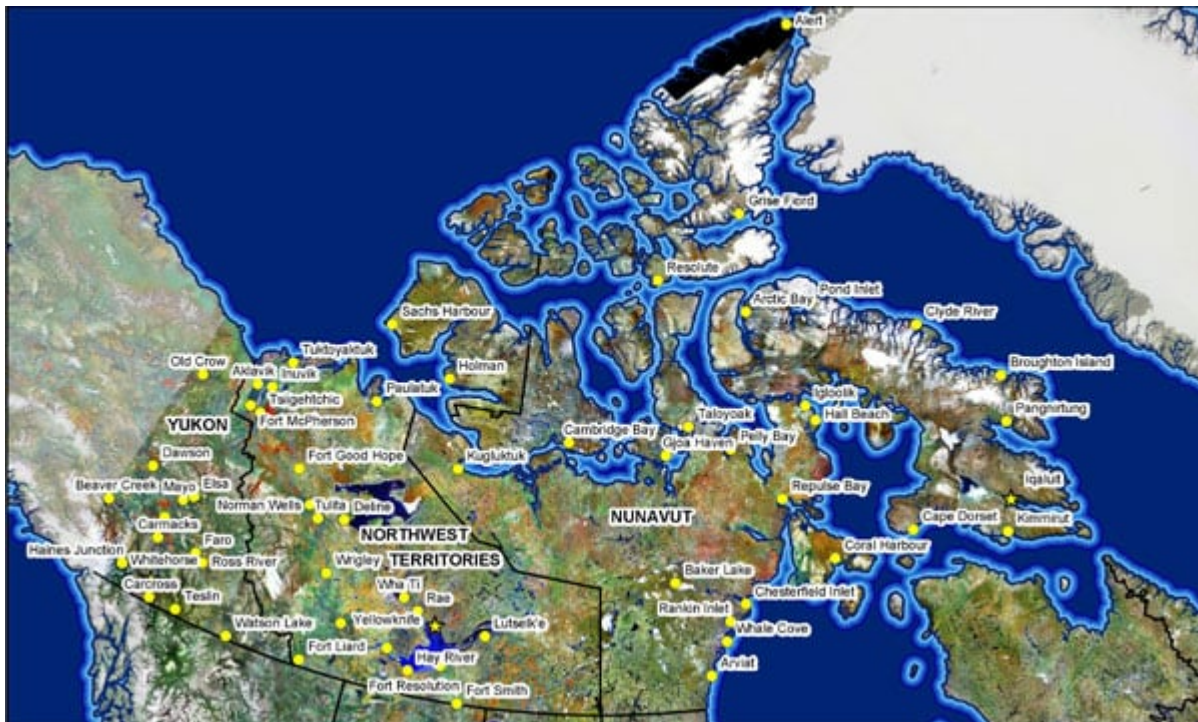 Alert
Grise Fiord
Resolute
Arctic Bay
Pond Inlet
Clyde River
Sachs Harbour
Old Crow
Tuktoyaktuk
Aklavik
Inuvik
Holman
Broughton Island
Tsiigehtchic
Paulatuk
Igloolik
Pangnirtung
Fort McPherson
Taloyoak
Hall Beach
YUKON
Cambridge Bay
Gjoa Haven
Pelly Bay
Dawson
Fort Good Hope
Kugluktuk
Iqaluit
Beaver Creek
Mayo
Elsa
Repulse Bay
Norman Wells
Tulita
Deline
NUNAVUT
Cape Dorset
Kimmirut
Carmacks
NORTHWEST
TERRITORIES
Faro
Haines Junction
Whitehorse
Ross River
Wrigley
Coral Harbour
Baker Lake
Carcross
Teslin
Wha Ti
Rae
Chesterfield Inlet
Rankin Inlet
Watson Lake
Yellowknife
Lutselk'e
Whale Cove
Fort Liard
Hay River
Arviat
Fort Resolution
Fort Smith